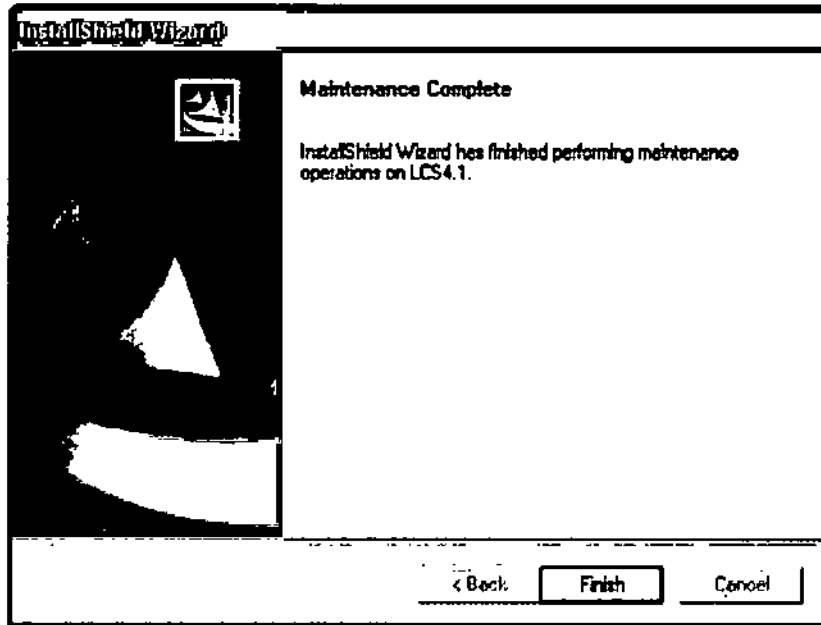 InstallShield Wizard
Maintenance Complete
InstallShield Wizard has finished performing maintenance
operations on LCS4.1.
< Back
Finish
Cancel